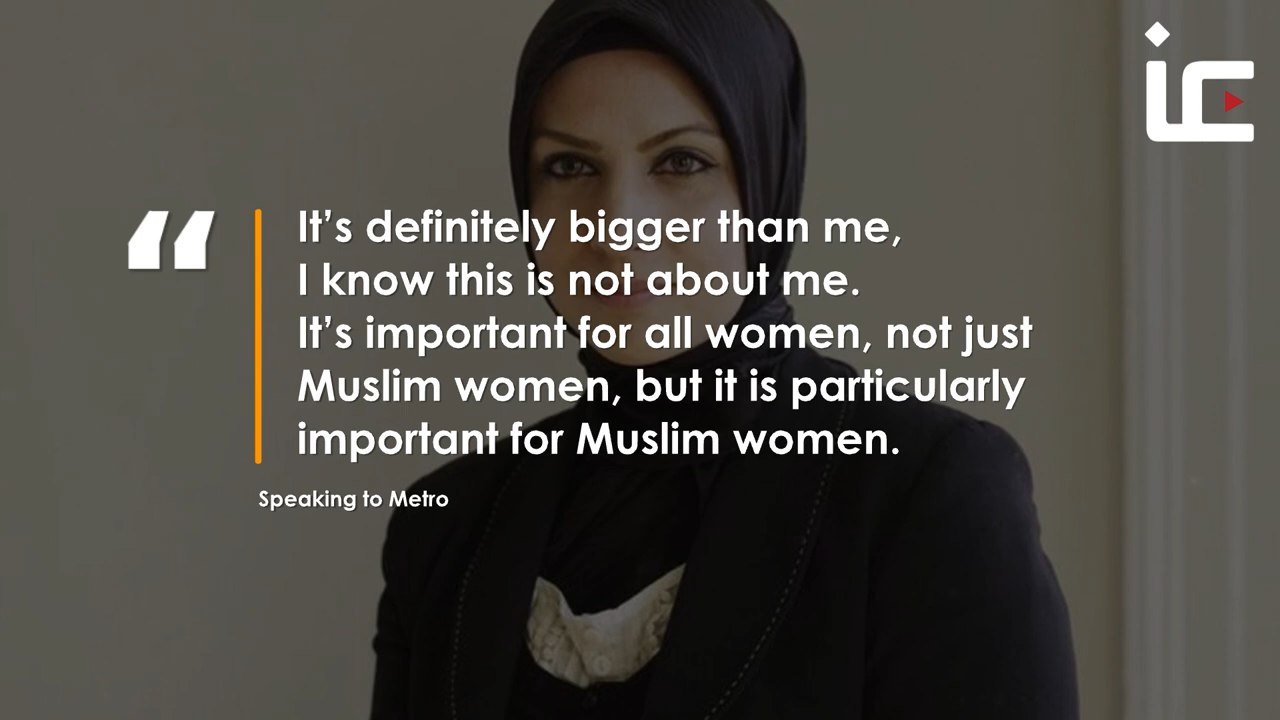 It’s definitely bigger than me,
I know this is not about me.
It’s important for all women, not just
Muslim women, but it is particularly
important for Muslim women.
Speaking to Metro